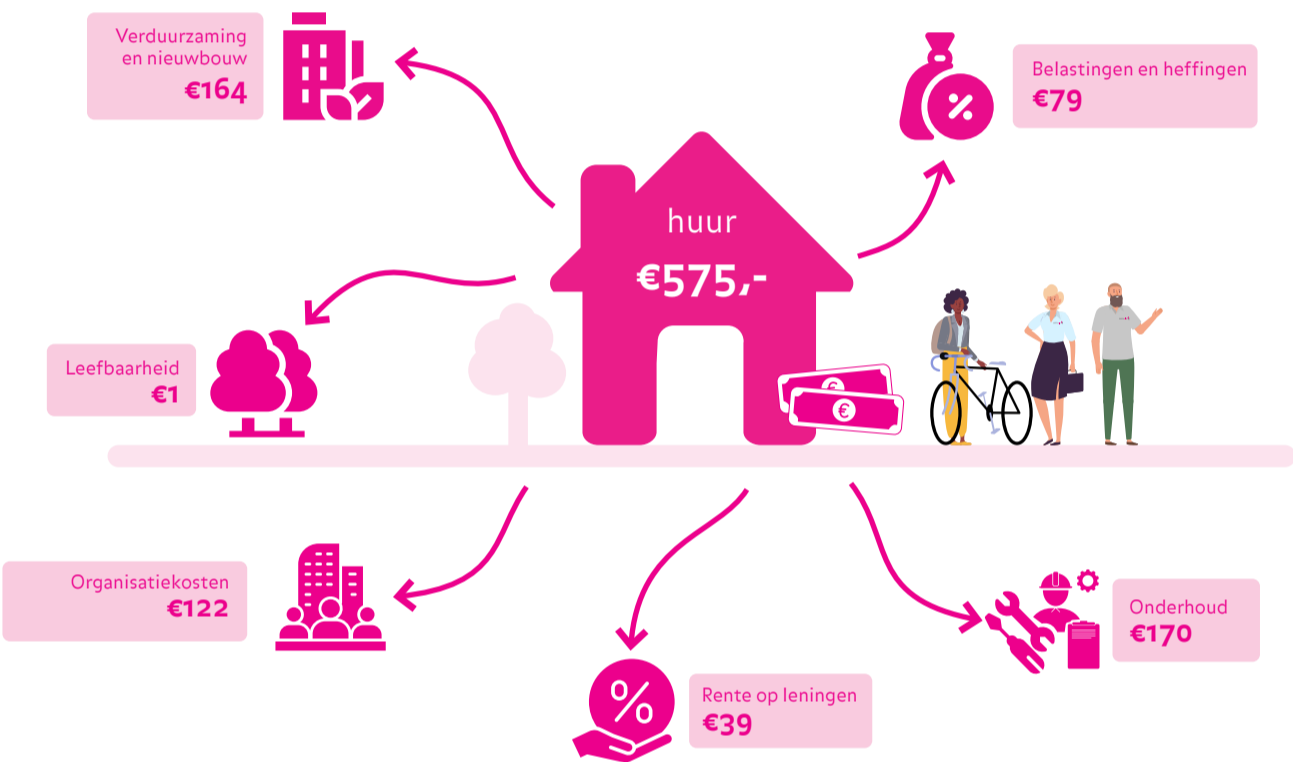 Verduurzaming
en nieuwbouw
€164
Belastingen en heffingen
€79
huur
€575,-
Leefbaarheid
€1
Organisatiekosten
€122
Rente op leningen
€39
Onderhoud
€170